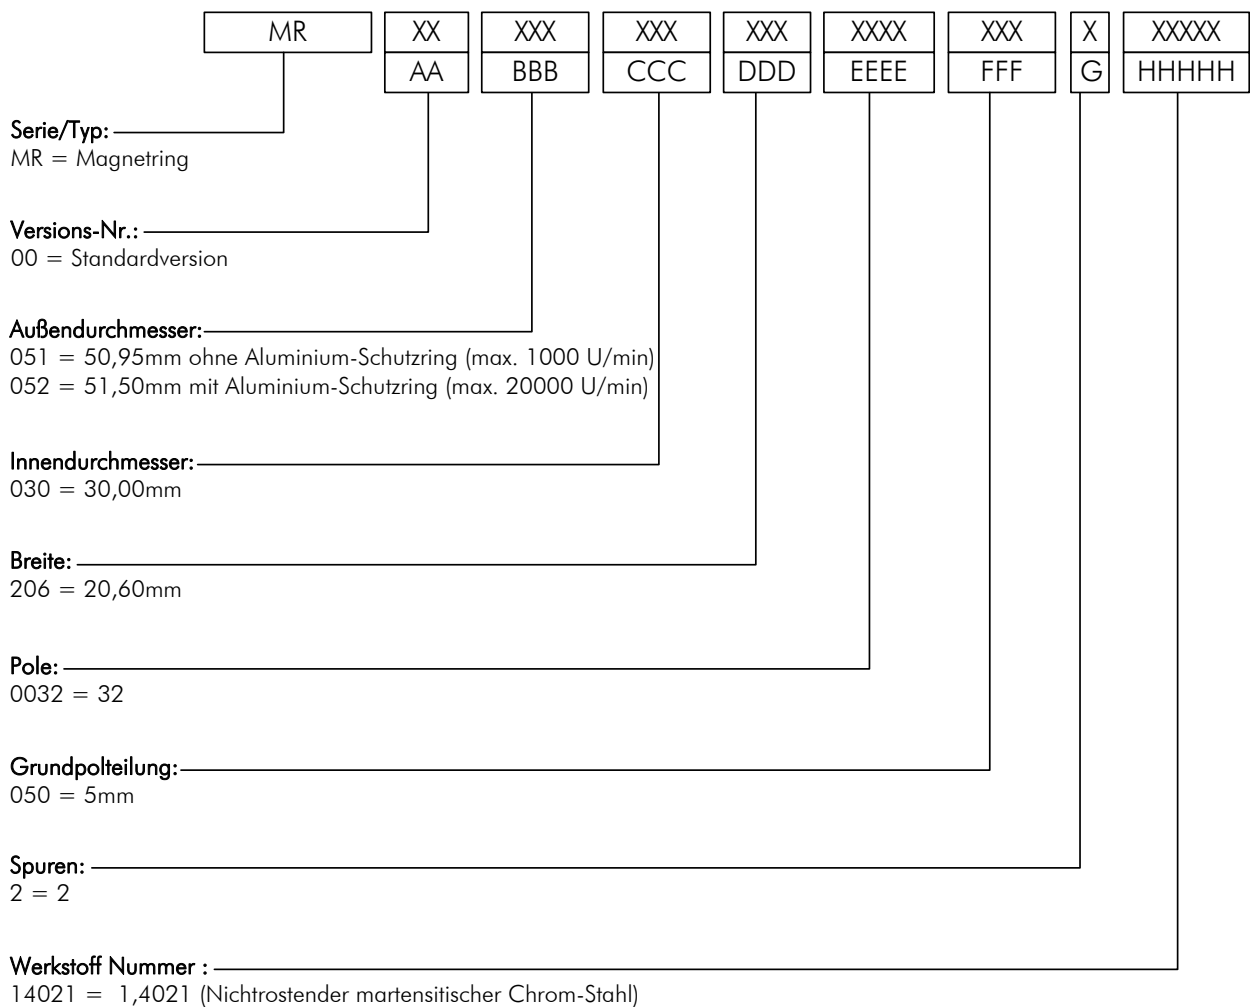 MR XX XXX XXX XXX XXXX XXX X XXXXX
AA BBB CCC DDD EEEE FFF G HHHHH
Serie/Typ:
MR = Magnetring
Versions-Nr.:
00 = Standardversion
Außendurchmesser:
051 = 50,95mm ohne Aluminium-Schutzring (max. 1000 U/min)
052 = 51,50mm mit Aluminium-Schutzring (max. 20000 U/min)
Innendurchmesser:
030 = 30,00mm
Breite:
206 = 20,60mm
Pole:
0032 = 32
Grundpolteilung:
050 = 5mm
Spuren:
2 = 2
Werkstoff Nummer :
14021 = 1,4021 (Nichtrostender martensitischer Chrom-Stahl)